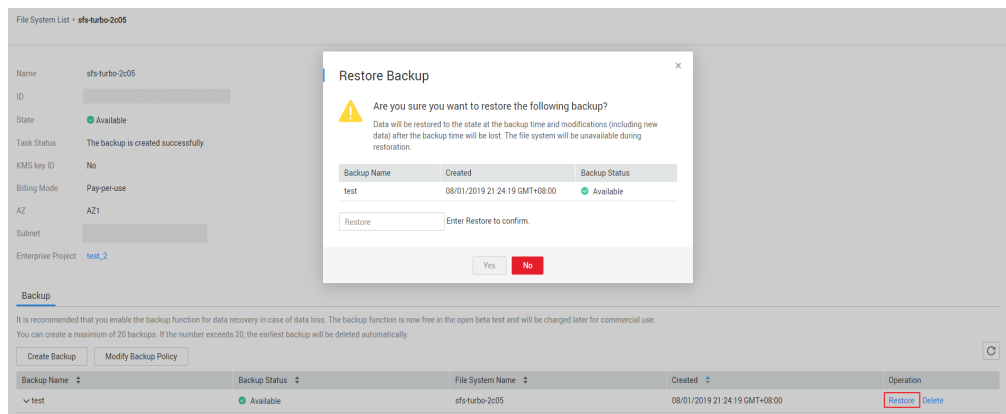 File System List › sfs-turbo-2c05
Name sfs-turbo-2c05
ID
State Available
Task Status The backup is created successfully.
KMS key ID No
Billing Mode Pay-per-use
AZ AZ1
Subnet
Enterprise Project test_2
Restore Backup
×
Are you sure you want to restore the following backup?
Data will be restored to the state at the backup time and modifications (including new
data) after the backup time will be lost. The file system will be unavailable during
restoration.
Backup Name Created Backup Status
test 08/01/2019 21:24:19 GMT+08:00 Available
Restore Enter Restore to confirm.
Yes No
Backup
It is recommended that you enable the backup function for data recovery in case of data loss. The backup function is now free in the open beta test and will be charged later for commercial use.
You can create a maximum of 20 backups. If the number exceeds 20, the earliest backup will be deleted automatically.
Create Backup Modify Backup Policy
Backup Name Backup Status File System Name Created Operation
test Available sfs-turbo-2c05 08/01/2019 21:24:19 GMT+08:00 Restore Delete